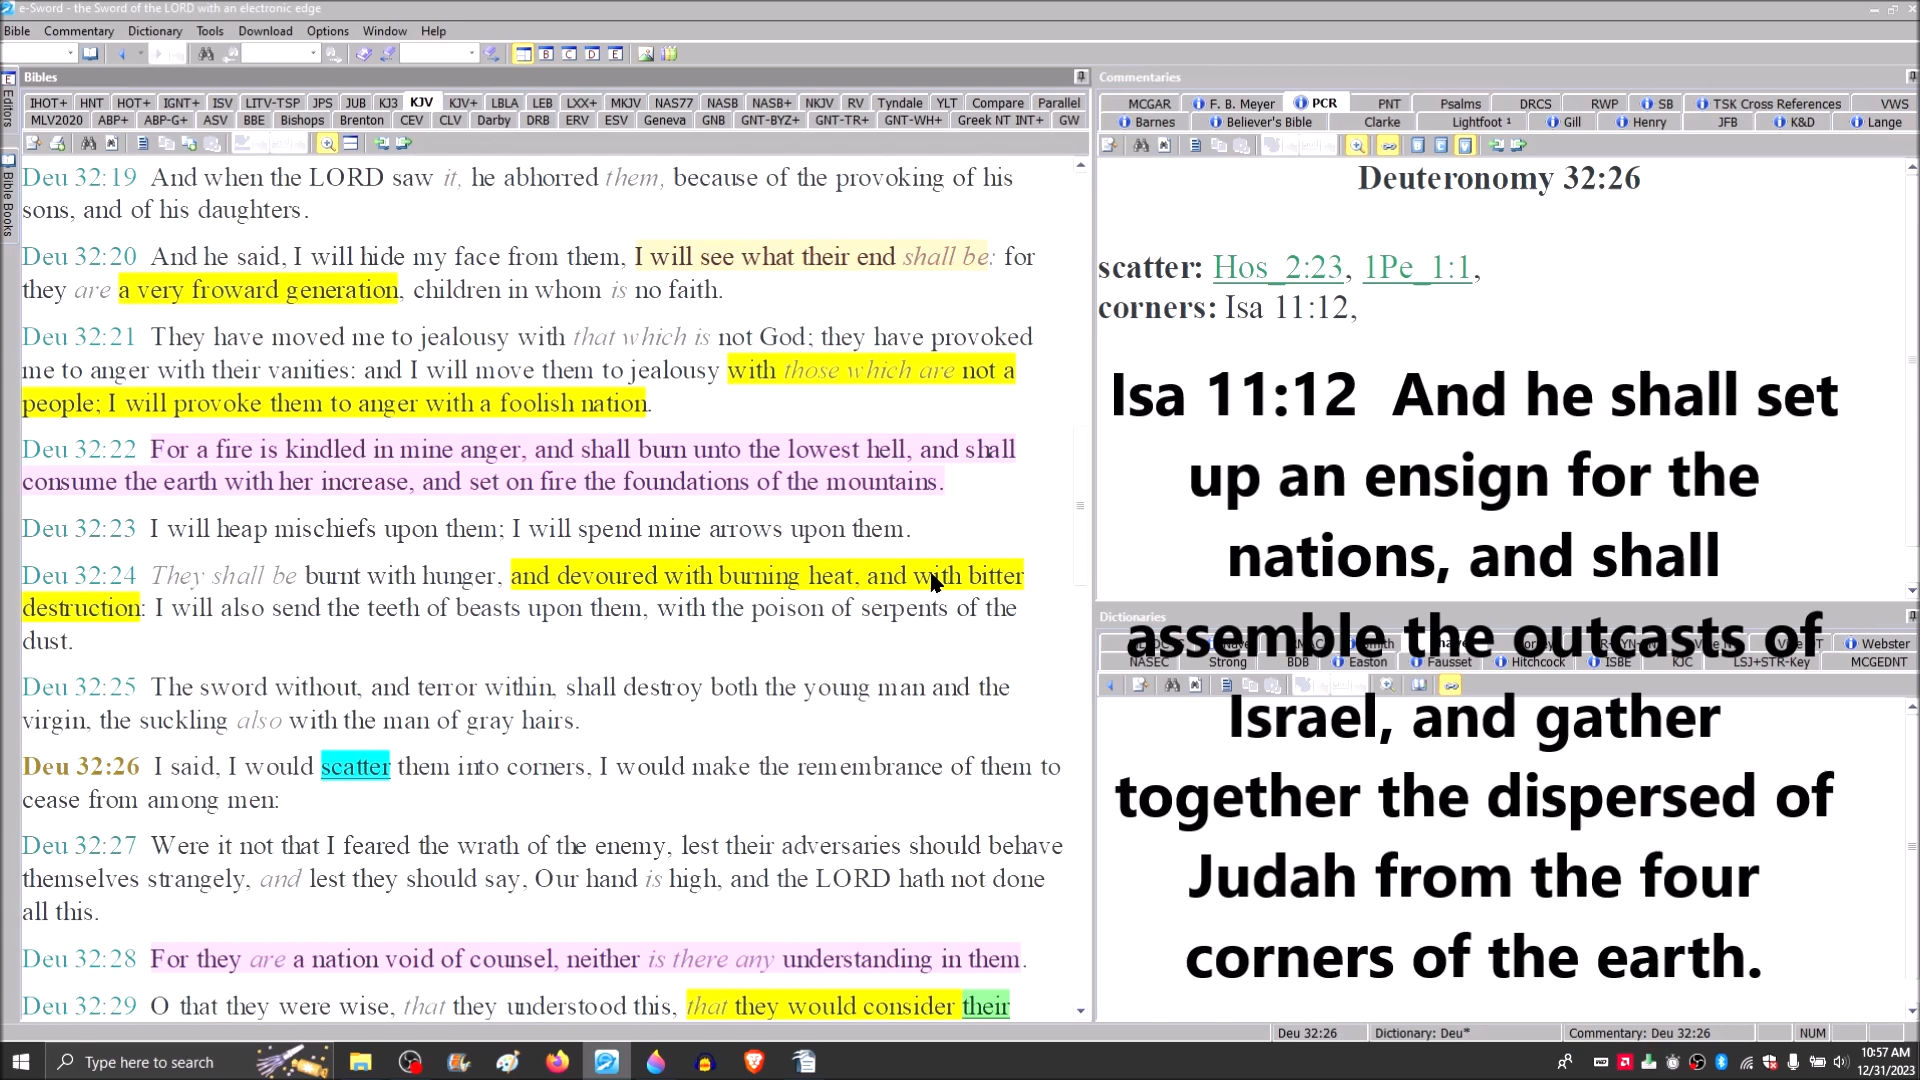 e-Sword - the Sword of the LORD with an electronic edge
Bible Commentary Dictionary Tools Download Options Window Help
B C D E
Bibles
IHOT+ HNT HOT+ IGNT+ ISV LITV-TSP JPS JUB KJ3 KJV KJV+ LBLA LEB LXX+ MKJV NAS77 NASB NASB+ NKJV RV Tyndale YLT Compare Parallel
MLV2020 ABP+ ABP-G+ ASV BBE Bishops Brenton CEV CLV Darby DRB ERV ESV Geneva GNB GNT-BYZ+ GNT-TR+ GNT-WH+ Greek NT INT+ GW
Editors
Bible Books
Deu 32:19 And when the LORD saw it, he abhorred them, because of the provoking of his
sons, and of his daughters.
Deu 32:20 And he said, I will hide my face from them, I will see what their end shall be: for
they are a very froward generation, children in whom is no faith.
Deu 32:21 They have moved me to jealousy with that which is not God; they have provoked
me to anger with their vanities: and I will move them to jealousy with those which are not a
people; I will provoke them to anger with a foolish nation.
Deu 32:22 For a fire is kindled in mine anger, and shall burn unto the lowest hell, and shall
consume the earth with her increase, and set on fire the foundations of the mountains.
Deu 32:23 I will heap mischiefs upon them; I will spend mine arrows upon them.
Deu 32:24 They shall be burnt with hunger, and devoured with burning heat, and with bitter
destruction: I will also send the teeth of beasts upon them, with the poison of serpents of the
dust.
Deu 32:25 The sword without, and terror within, shall destroy both the young man and the
virgin, the suckling also with the man of gray hairs.
Deu 32:26 I said, I would scatter them into corners, I would make the remembrance of them to
cease from among men:
Deu 32:27 Were it not that I feared the wrath of the enemy, lest their adversaries should behave
themselves strangely, and lest they should say, Our hand is high, and the LORD hath not done
all this.
Deu 32:28 For they are a nation void of counsel, neither is there any understanding in them.
Deu 32:29 O that they were wise, that they understood this, that they would consider their
Commentaries
MCGAR F. B. Meyer PCR PNT Psalms DRCS RWP SB TSK Cross References VWS
Barnes Believer's Bible Clarke Lightfoot ¹ Gill Henry JFB K&D Lange
Deuteronomy 32:26
scatter: Hos_2:23, 1Pe_1:1,
corners: Isa 11:12,
Isa 11:12 And he shall set
up an ensign for the
nations, and shall
assemble the outcasts of
Israel, and gather
together the dispersed of
Judah from the four
corners of the earth.
Dictionaries
Smith Webster
NASEC Strong BDB Easton Fausset Hitchcock ISBE KJC LSJ+STR-Key MCGEDNT
Deu 32:26 Dictionary: Deu* Commentary: Deu 32:26 NUM
Type here to search
10:57 AM
12/31/2023